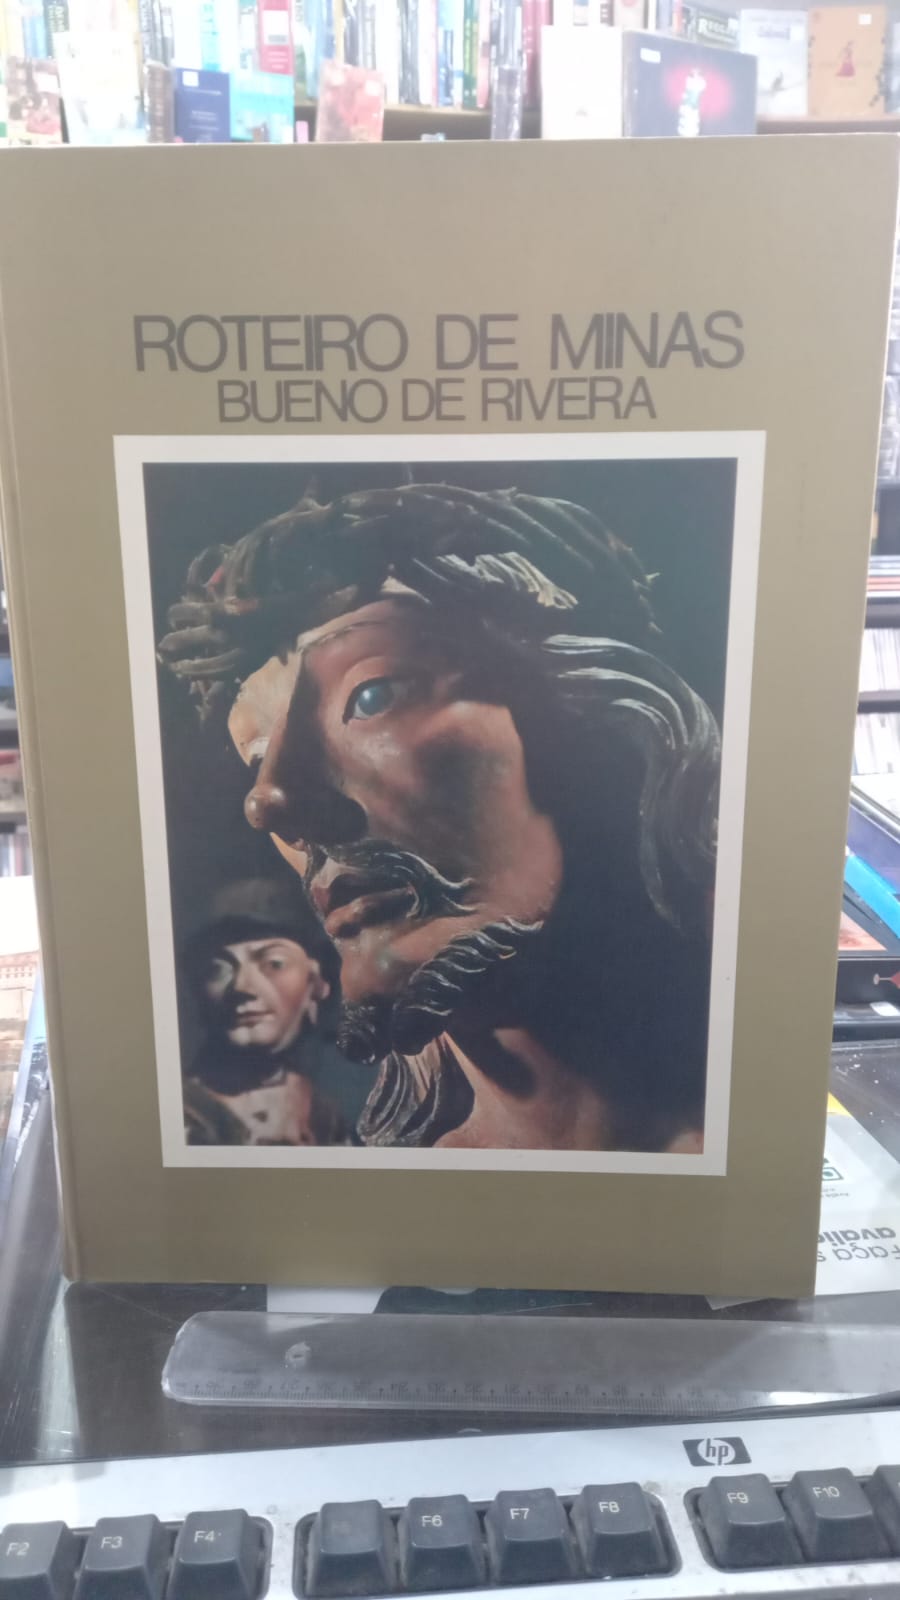 ROTEIRO DE MINAS
BUENO DE RIVERA
hp
F2
F3
F4
F6
F7
F8
F9
F10